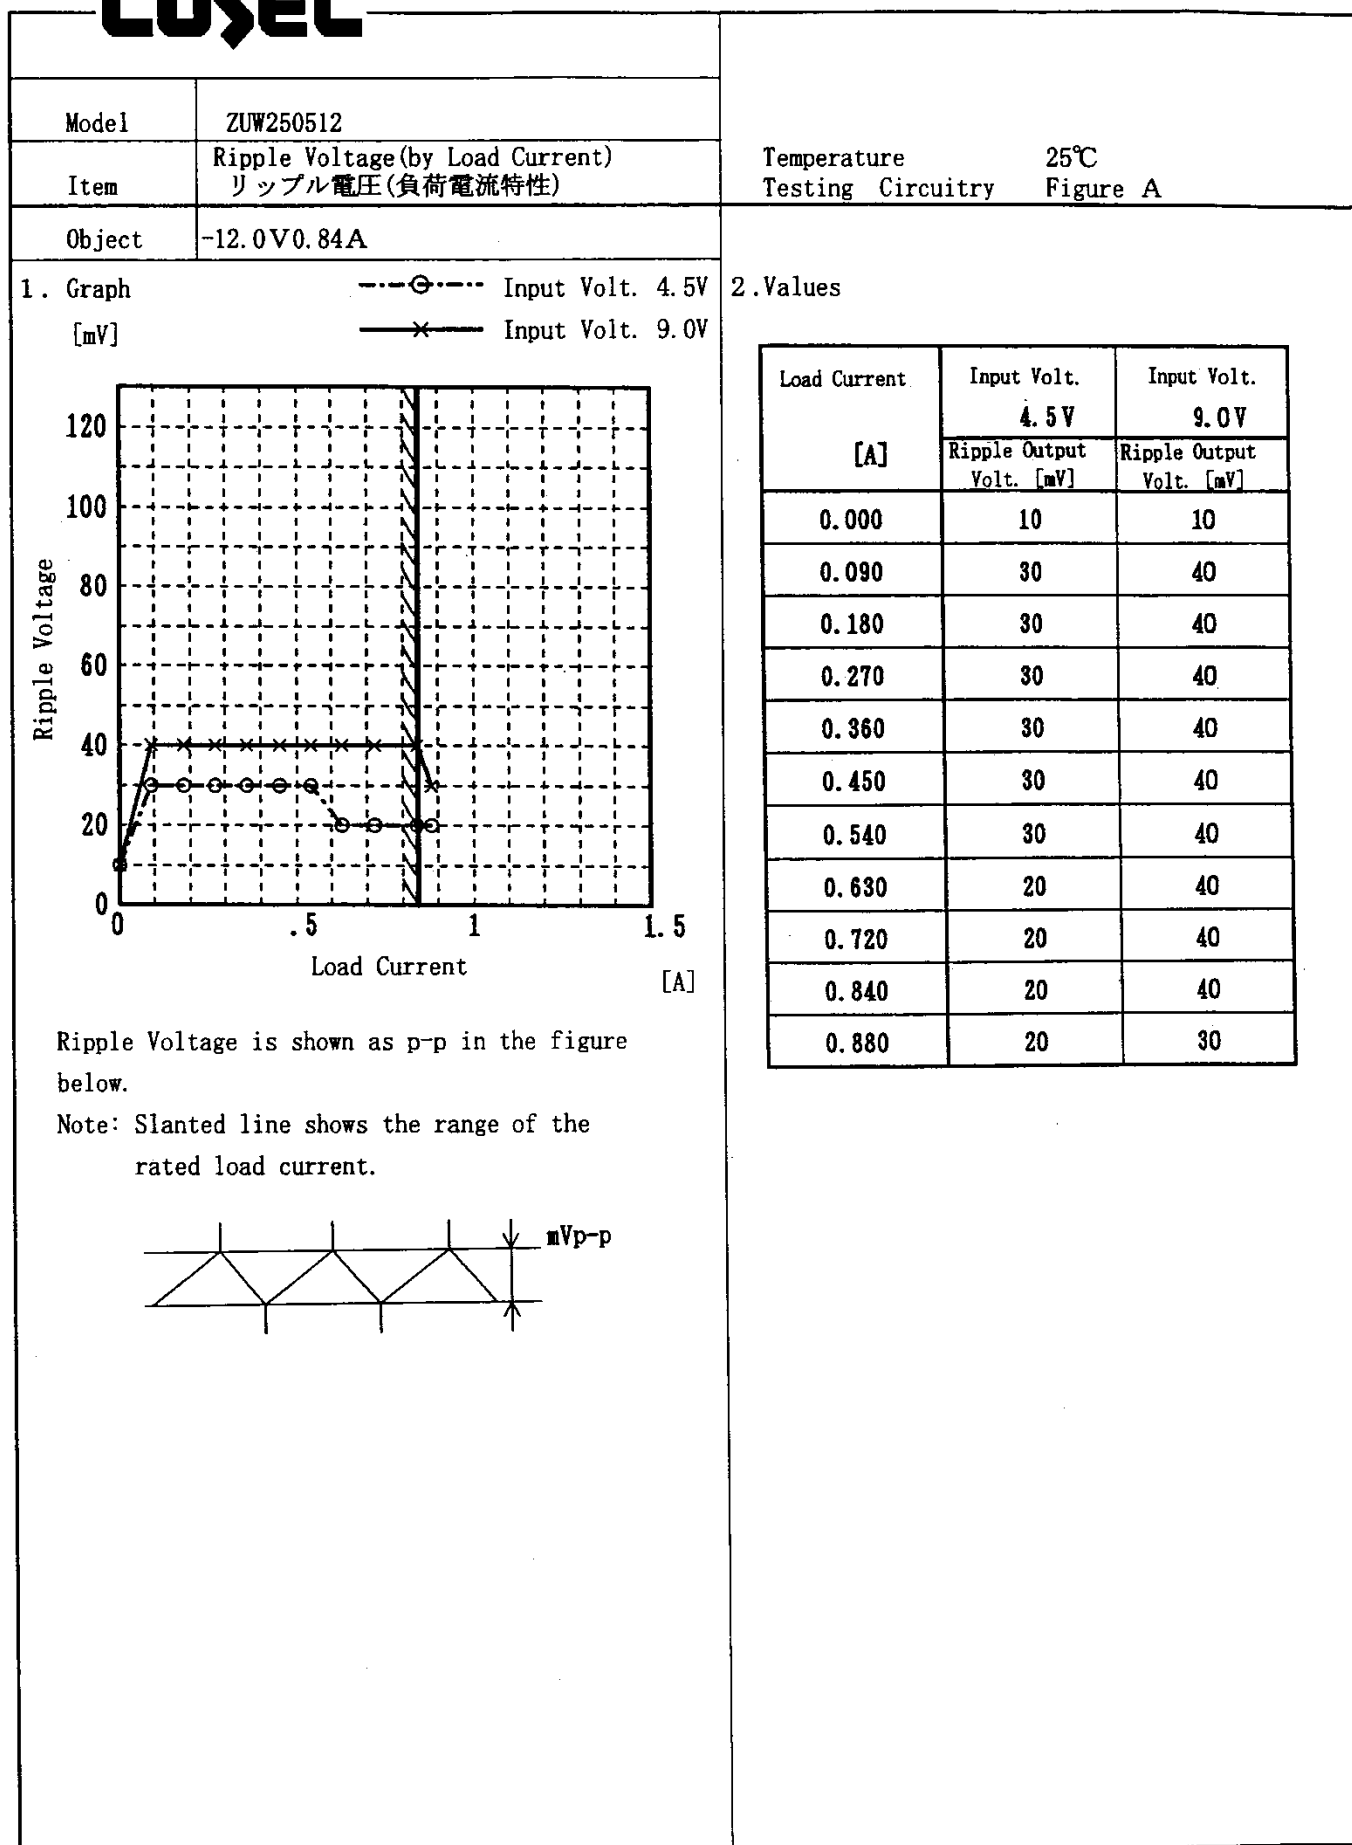 COSEL
Model ZUW250512
Item Ripple Voltage(by Load Current)
リップル電圧(負荷電流特性)
Temperature 25℃
Testing Circuitry Figure A
Object -12.0V0.84A
1. Graph
[mV]
Input Volt. 4.5V
Input Volt. 9.0V
Ripple Voltage
120
100
80
60
40
20
0
0 .5 1 1.5
Load Current
[A]
Ripple Voltage is shown as p-p in the figure
below.
Note: Slanted line shows the range of the
rated load current.
mVp-p
2.Values
Load Current Input Volt. Input Volt.
4.5V 9.0V
[A] Ripple Output Ripple Output
Volt. [mV] Volt. [mV]
0.000 10 10
0.090 30 40
0.180 30 40
0.270 30 40
0.360 30 40
0.450 30 40
0.540 30 40
0.630 20 40
0.720 20 40
0.840 20 40
0.880 20 30